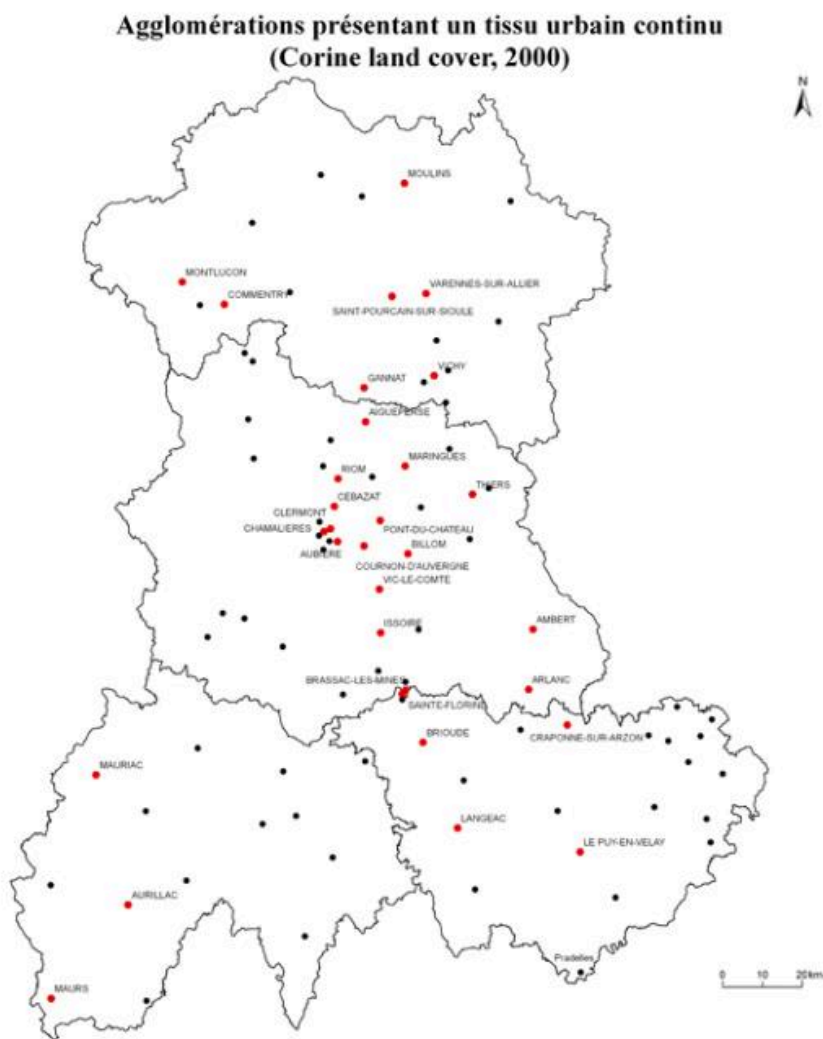 Agglomérations présentant un tissu urbain continu
(Corine land cover, 2000)
N
MOULINS
MONTLUCON
VARENNES-SUR-ALLIER
COMMENTRY
SAINT-POURCAIN-SUR-SIOULE
VICHY
GANNAT
AIGUEPERSE
MARINGUES
RIOM
THIERS
CEBAZAT
CLERMONT
CHAMALIERES
PONT-DU-CHATEAU
AUBIERE
BILLOM
COURNON-D'AUVERGNE
VIC-LE-COMTE
ISSOIRE
AMBERT
BRASSAC-LES-MINES
ARLANC
SAINTE-FLORINE
BRIOUDE
CRAPONNE-SUR-ARZON
MAURIAC
LANGEAC
LE PUY-EN-VELAY
AURILLAC
Pradelles
MAURS
0 10 20km